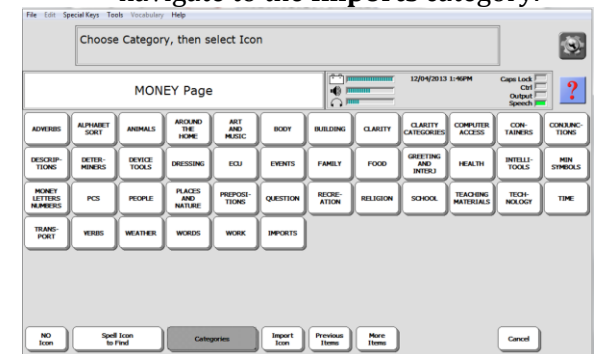 navigate to the Imports category.
File Edit Special Keys Tools Vocabulary Help
Choose Category, then select Icon
MONEY Page
12/04/2013 1:46PM
Caps Lock
Ctrl
Output
Speech
?
ADVERBS
ALPHABET
SORT
ANIMALS
AROUND
THE
HOME
ART
AND
MUSIC
BODY
BUILDING
CLARITY
CLARITY
CATEGORIES
COMPUTER
ACCESS
CON-
TAINERS
CONJUNC-
TIONS
DESCRIP-
TIONS
DETER-
MINERS
DEVICE
TOOLS
DRESSING
ECU
EVENTS
FAMILY
FOOD
GREETING
AND
INTERJ
HEALTH
INTELLI-
TOOLS
MIN
SYMBOLS
MONEY
LETTERS
NUMBERS
PCS
PEOPLE
PLACES
AND
NATURE
PREPOSI-
TIONS
QUESTION
RECRE-
ATION
RELIGION
SCHOOL
TEACHING
MATERIALS
TECH-
NOLOGY
TIME
TRANS-
PORT
VERBS
WEATHER
WORDS
WORK
IMPORTS
NO
Icon
Spell Icon
to Find
Categories
Import
Icon
Previous
Items
More
Items
Cancel